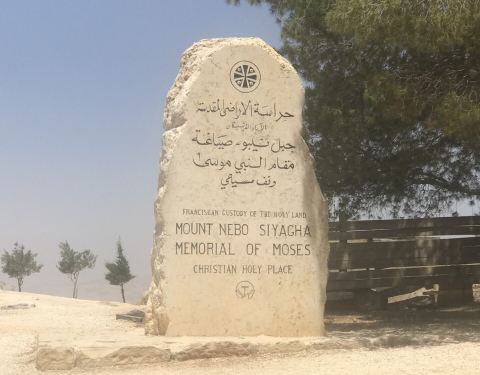 حراسة الاراضي المقدسة
جبل نيبو - صياغة
مقام النبي موسى
وقف مسيحي
FRANCISCAN CUSTODY OF THE HOLY LAND
MOUNT NEBO SIYAGHA
MEMORIAL OF MOSES
CHRISTIAN HOLY PLACE